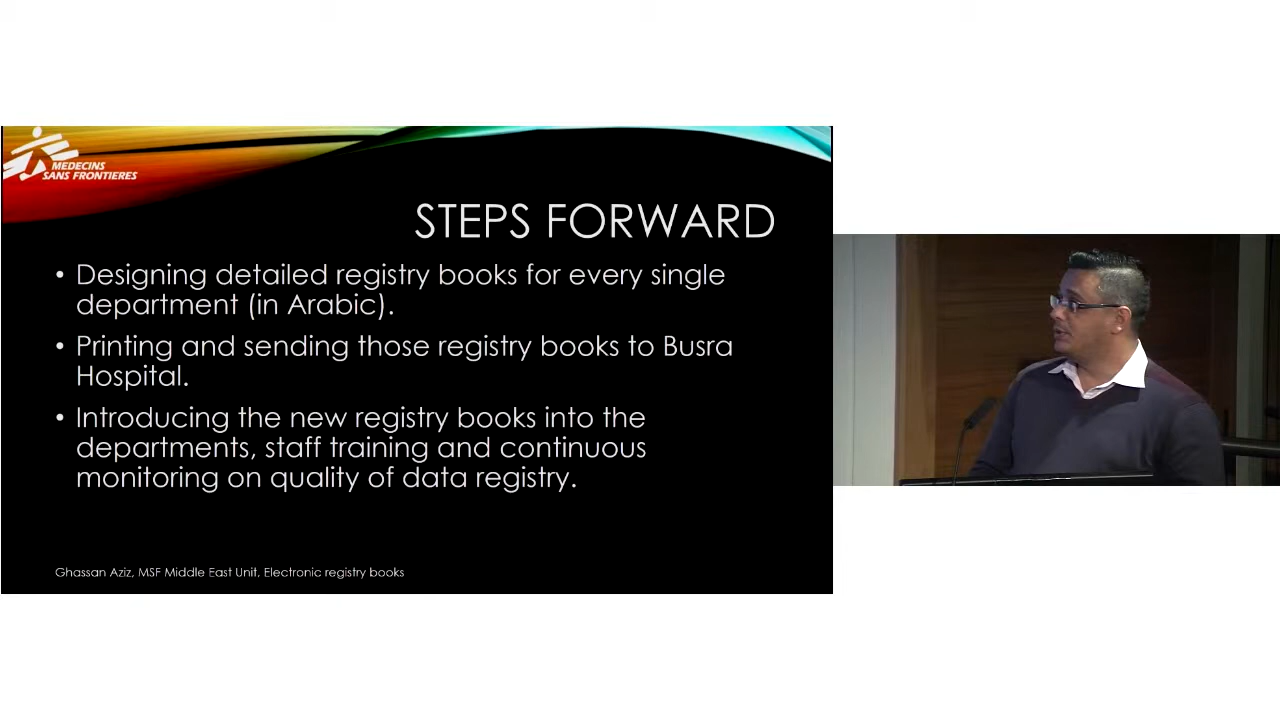 MEDECINS
SANS FRONTIERES
STEPS FORWARD
• Designing detailed registry books for every single
department (in Arabic).
• Printing and sending those registry books to Busra
Hospital.
• Introducing the new registry books into the
departments, staff training and continuous
monitoring on quality of data registry.
Ghassan Aziz, MSF Middle East Unit, Electronic registry books